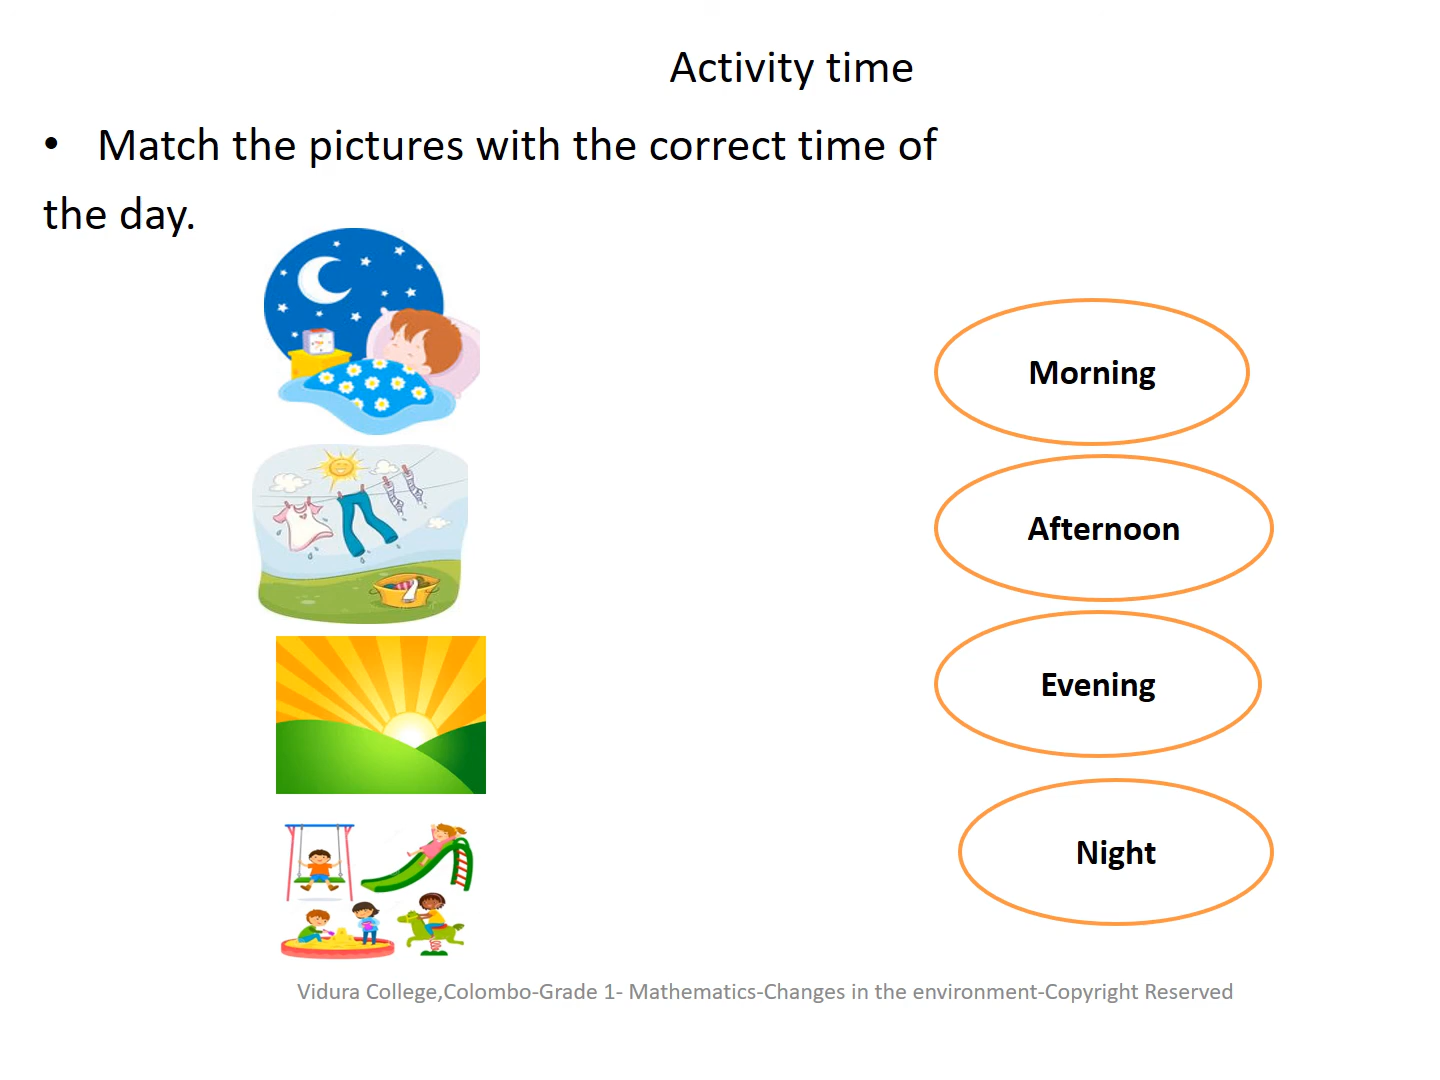 Activity time
• Match the pictures with the correct time of
the day.
Morning
Afternoon
Evening
Night
Vidura College,Colombo-Grade 1- Mathematics-Changes in the environment-Copyright Reserved